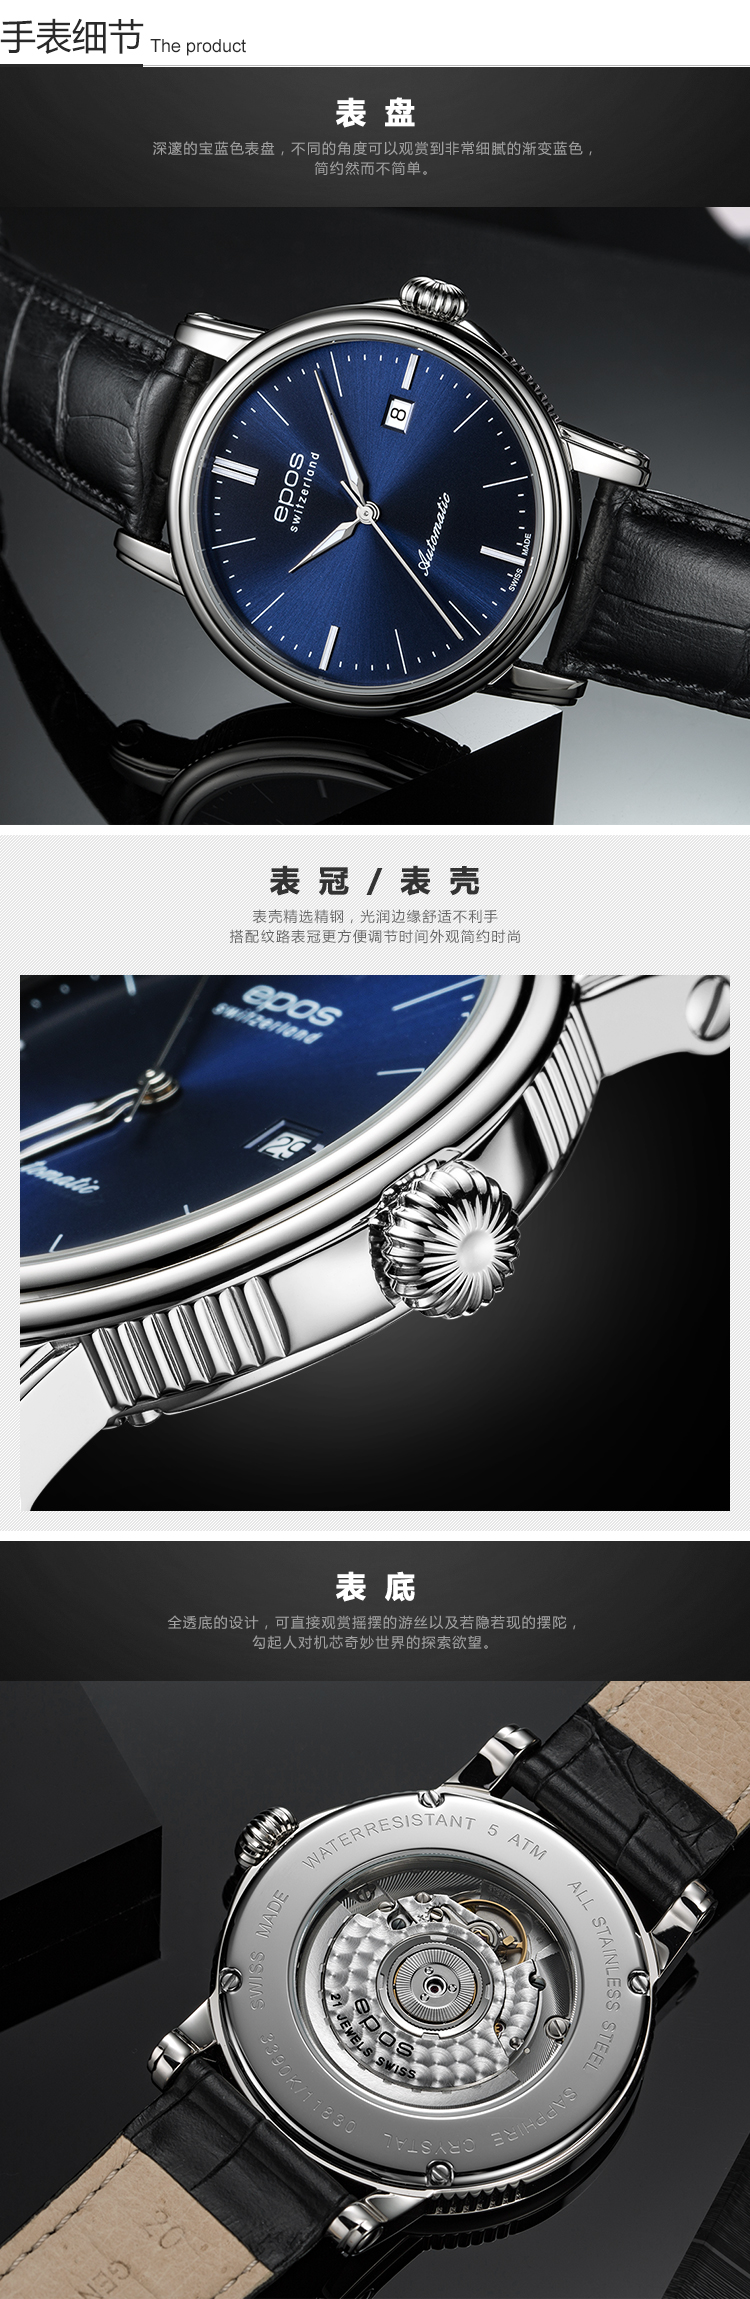 手表细节 The product
表 盘
深邃的宝蓝色表盘，不同的角度可以观赏到非常细腻的渐变蓝色，
简约然而不简单。
8
epos
switzerland
Automatic
SWISS MADE
表 冠 / 表 壳
表壳精选精钢，光润边缘舒适不利手
搭配纹路表冠更方便调节时间外观简约时尚
epos
switzerland
29
tomatic
表 底
全透底的设计，可直接观赏摇摆的游丝以及若隐若现的摆陀，
勾起人对机芯奇妙世界的探索欲望。
WATERRESISTANT 5 ATM
ALL STAINLESS STEEL
SAPPHIRE CRYSTAL
SWISS MADE
epos
21 JEWELS SWISS
20
GEN